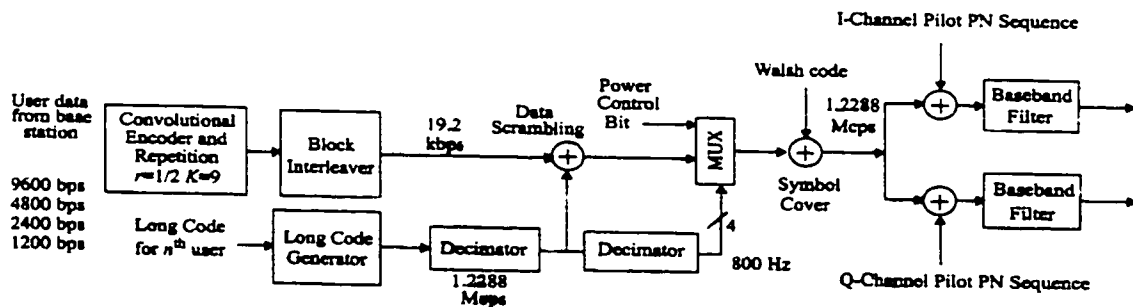 I-Channel Pilot PN Sequence
User data
from base
station
9600 bps
4800 bps
2400 bps
1200 bps
Convolutional
Encoder and
Repetition
r=1/2 K=9
Block
Interleaver
19.2
kbps
Data
Scrambling
+
Power
Control
Bit
MUX
Walsh code
+
Symbol
Cover
1.2288
Mcps
+
Baseband
Filter
+
Baseband
Filter
Long Code
for nth user
Long Code
Generator
Decimator
1.2288
Decimator
4
800 Hz
Q-Channel Pilot PN Sequence